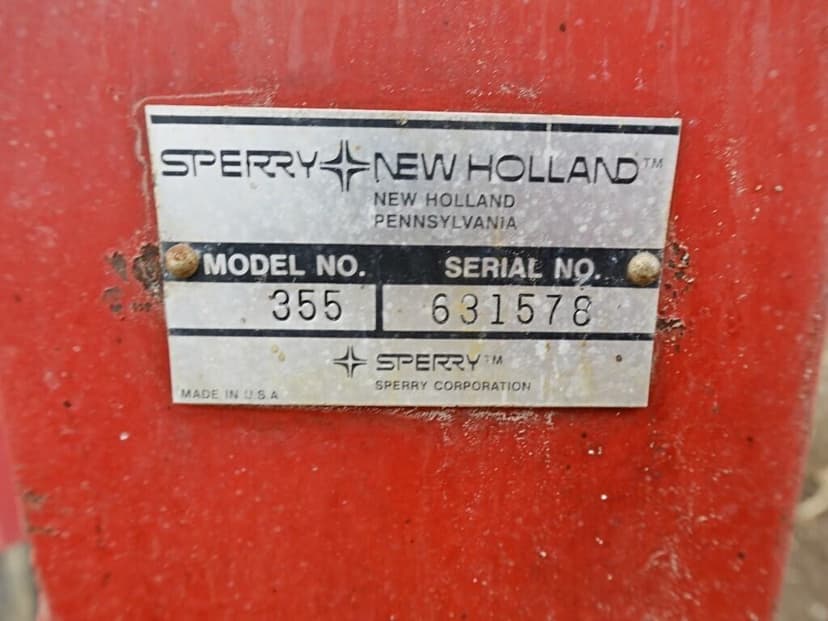 SPERRY NEW HOLLAND™
NEW HOLLAND
PENNSYLVANIA
MODEL NO. SERIAL NO.
355 631578
SPERRY™
SPERRY CORPORATION
MADE IN U.S.A